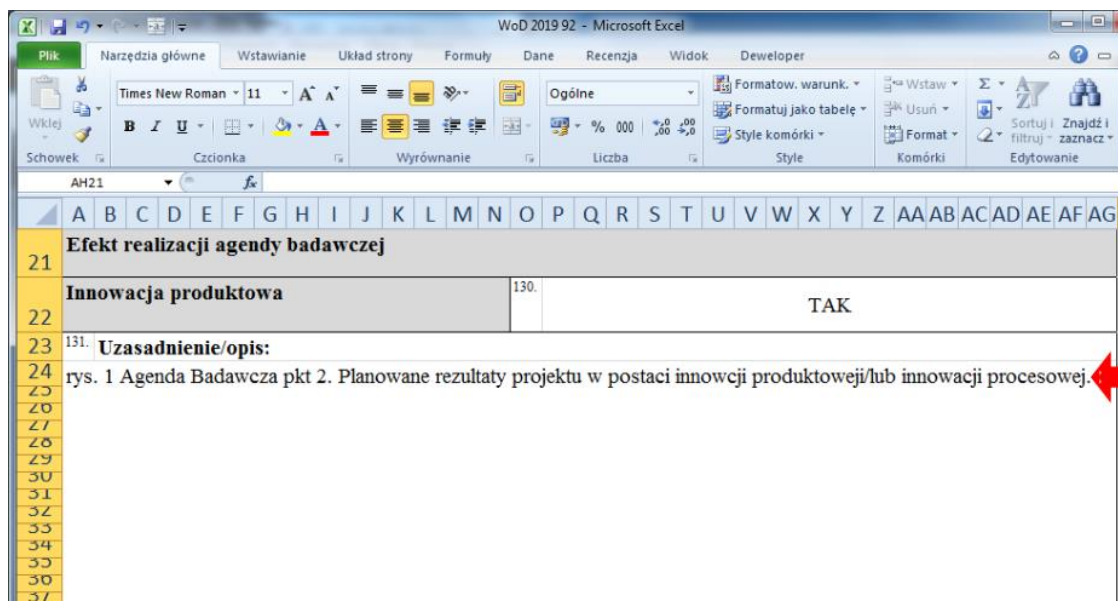 WoD 2019 92 - Microsoft Excel
Plik Narzędzia główne Wstawianie Układ strony Formuły Dane Recenzja Widok Deweloper
Wklej
Times New Roman 11
B I U
Ogólne
% 000
Formatow. warunk.
Formatuj jako tabelę
Style komórki
Wstaw
Usuń
Format
Sortuj i filtruj
Znajdź i zaznacz
Schowek Czcionka Wyrównanie Liczba Style Komórki Edytowanie
AH21 fx
A B C D E F G H I J K L M N O P Q R S T U V W X Y Z AA AB AC AD AE AF AG
21 Efekt realizacji agendy badawczej
22 Innowacja produktowa 130. TAK
23 131. Uzasadnienie/opis:
24 rys. 1 Agenda Badawcza pkt 2. Planowane rezultaty projektu w postaci innowcji produktoweji/lub innowacji procesowej.
25
26
27
28
29
30
31
32
33
34
35
36
37